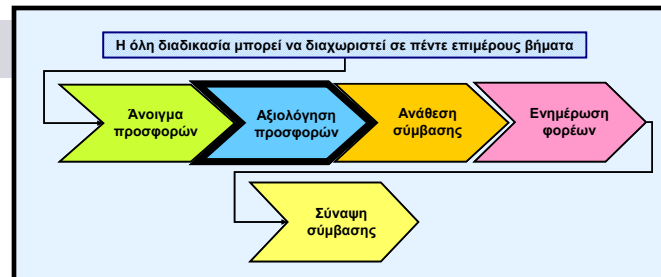 Η όλη διαδικασία μπορεί να διαχωριστεί σε πέντε επιμέρους βήματα
Άνοιγμα
προσφορών
Αξιολόγηση
προσφορών
Ανάθεση
σύμβασης
Ενημέρωση
φορέων
Σύναψη
σύμβασης